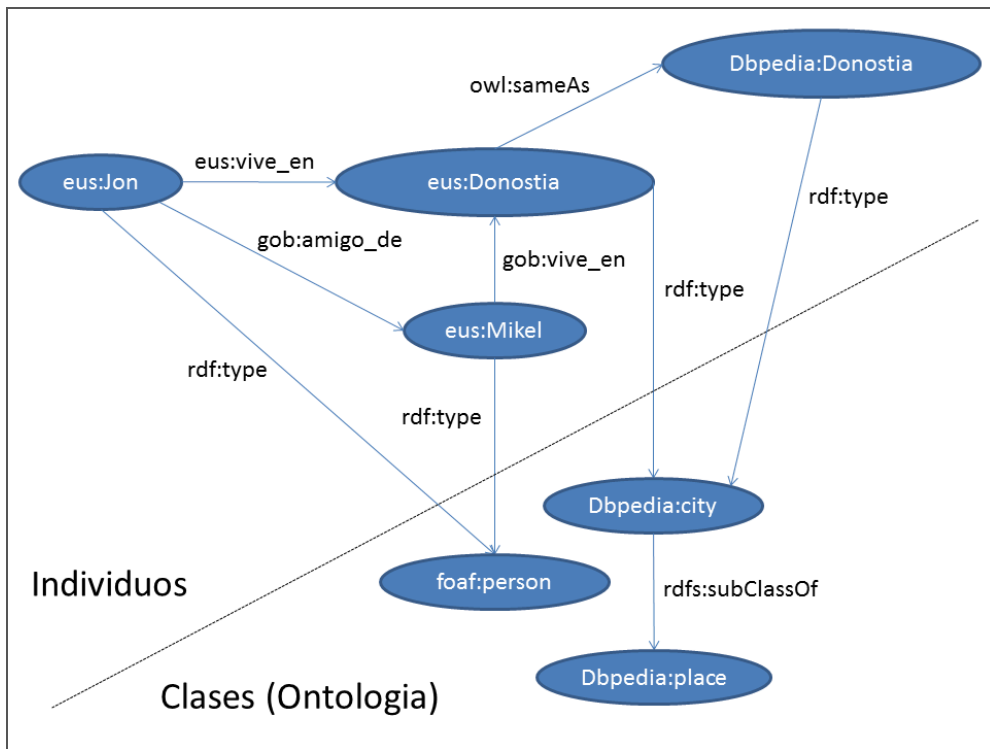 Dbpedia:Donostia
owl:sameAs
eus:vive_en
eus:Jon
eus:Donostia
rdf:type
gob:amigo_de
gob:vive_en
rdf:type
eus:Mikel
rdf:type
rdf:type
Dbpedia:city
Individuos
foaf:person
rdfs:subClassOf
Dbpedia:place
Clases (Ontologia)